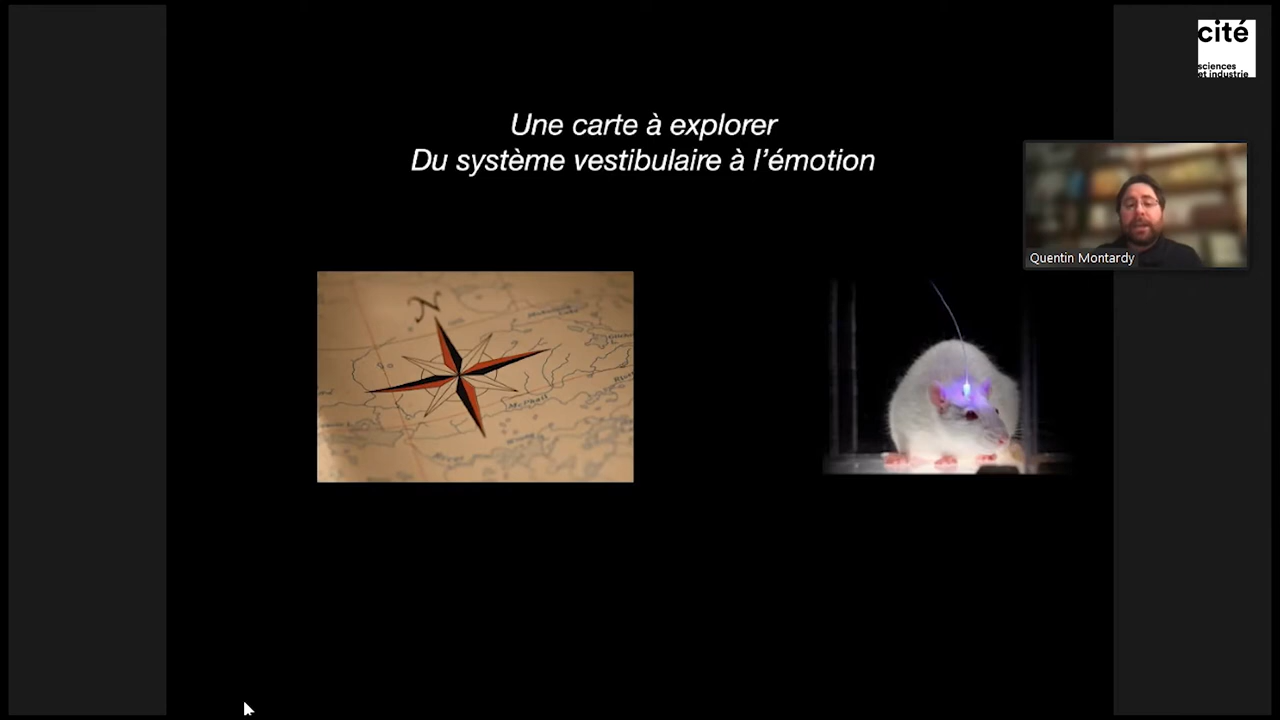 cité
sciences
et industrie
Une carte à explorer
Du système vestibulaire à l'émotion
Quentin Montardy
N